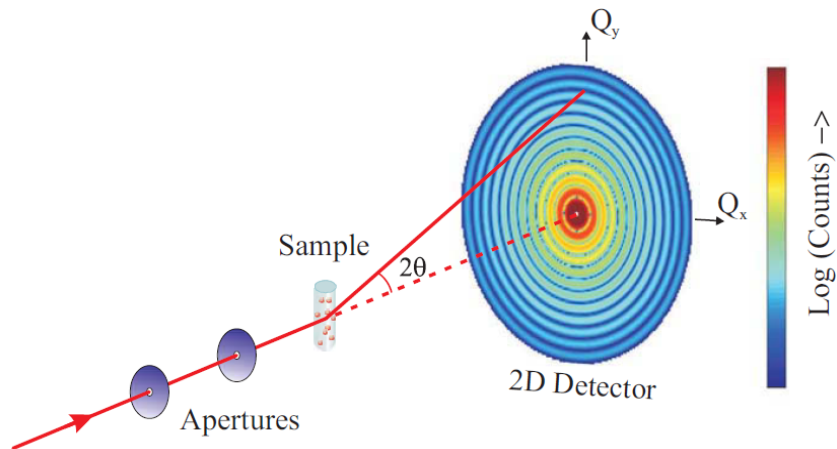 Qy
Qx
Sample
2θ
Log (Counts) –>
2D Detector
Apertures